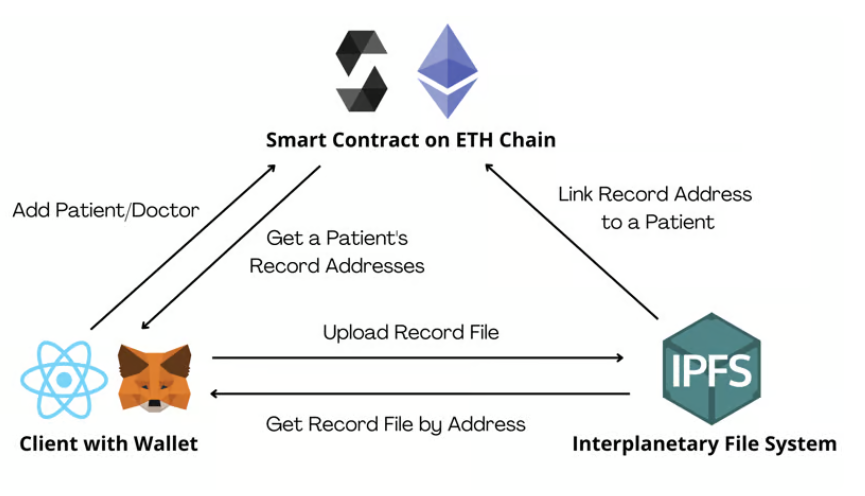 Smart Contract on ETH Chain
Add Patient/Doctor
Link Record Address
to a Patient
Get a Patient's
Record Addresses
Upload Record File
IPFS
Get Record File by Address
Client with Wallet
Interplanetary File System